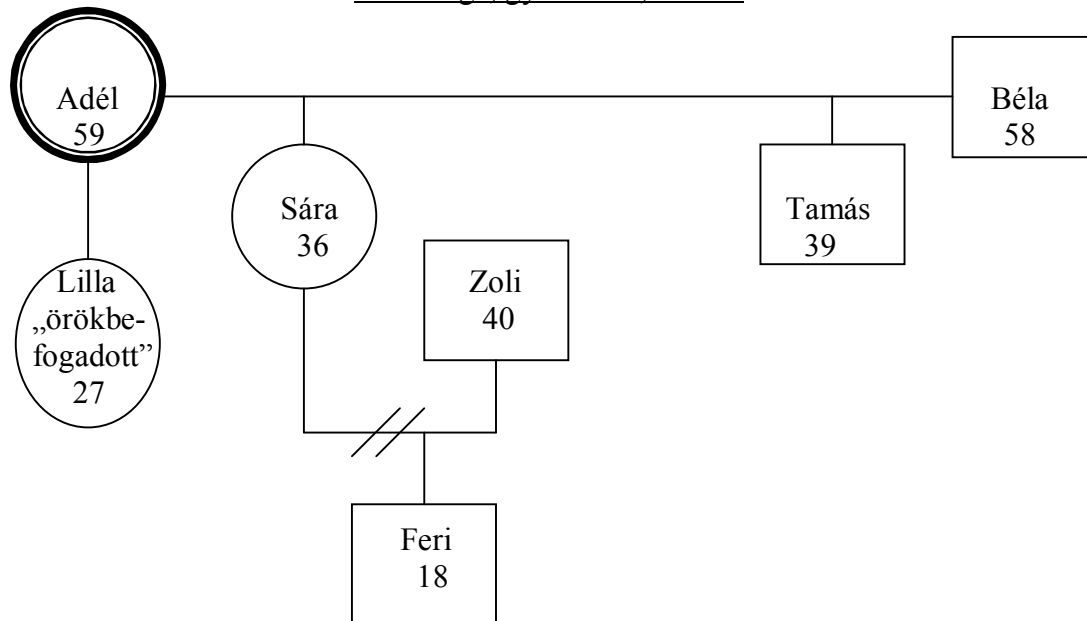 Adél
59
Béla
58
Sára
36
Tamás
39
Lilla
„örökbe-
fogadott”
27
Zoli
40
Feri
18